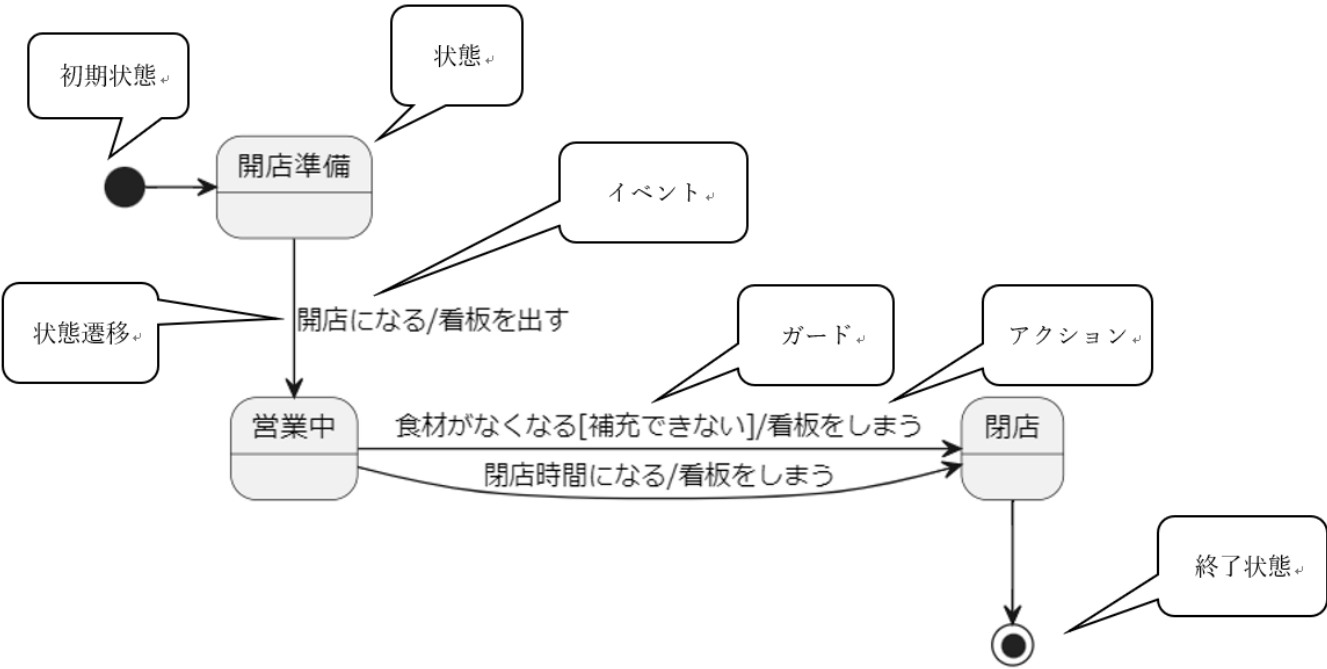 初期状態
状態
開店準備
イベント
状態遷移
開店になる/看板を出す
ガード
アクション
営業中
食材がなくなる[補充できない]/看板をしまう
閉店
閉店時間になる/看板をしまう
終了状態